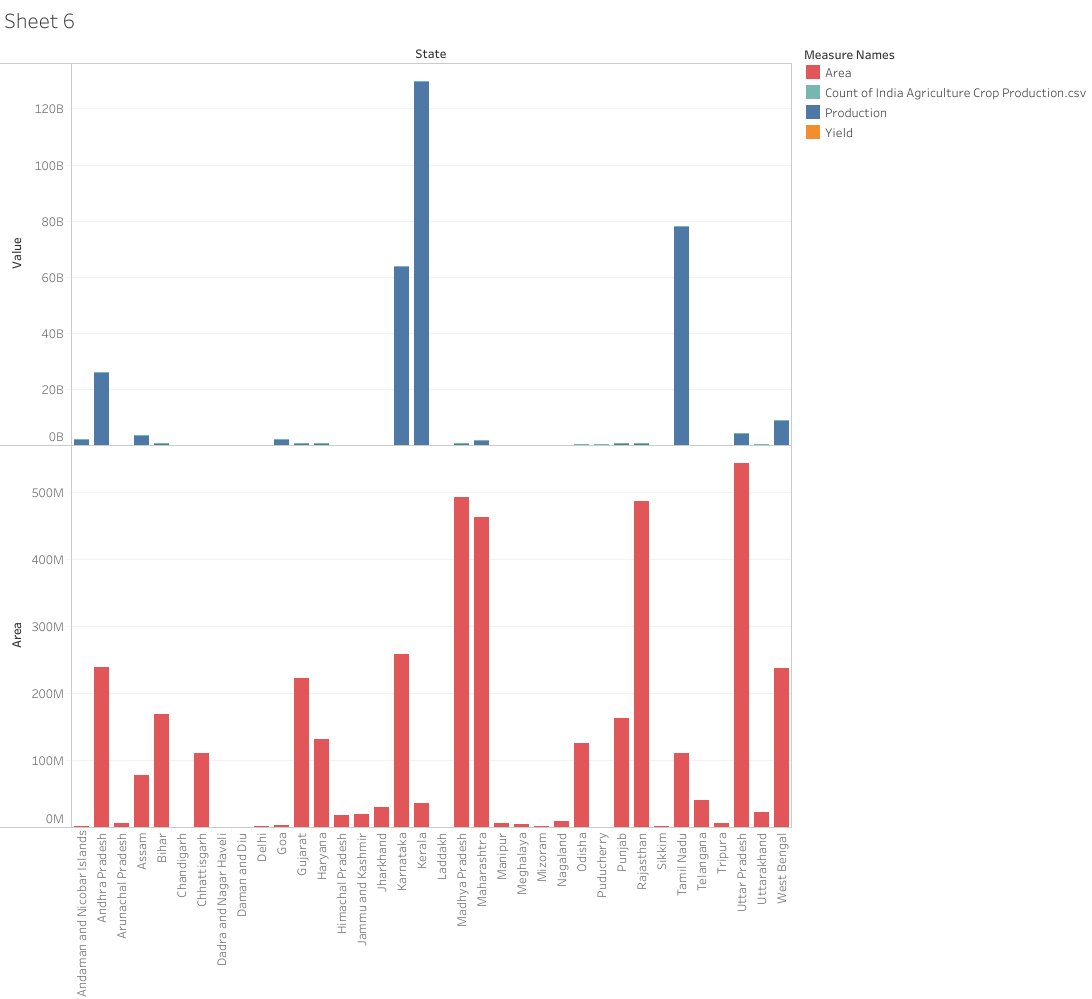 Sheet 6
State
Measure Names
Area
Count of India Agriculture Crop Production.csv
Production
Yield
Value
120B
100B
80B
60B
40B
20B
0B
Area
500M
400M
300M
200M
100M
0M
Andaman and Nicobar Islands
Andhra Pradesh
Arunachal Pradesh
Assam
Bihar
Chandigarh
Chhattisgarh
Dadra and Nagar Haveli
Daman and Diu
Delhi
Goa
Gujarat
Haryana
Himachal Pradesh
Jammu and Kashmir
Jharkhand
Karnataka
Kerala
Laddakh
Madhya Pradesh
Maharashtra
Manipur
Meghalaya
Mizoram
Nagaland
Odisha
Puducherry
Punjab
Rajasthan
Sikkim
Tamil Nadu
Telangana
Tripura
Uttar Pradesh
Uttarakhand
West Bengal